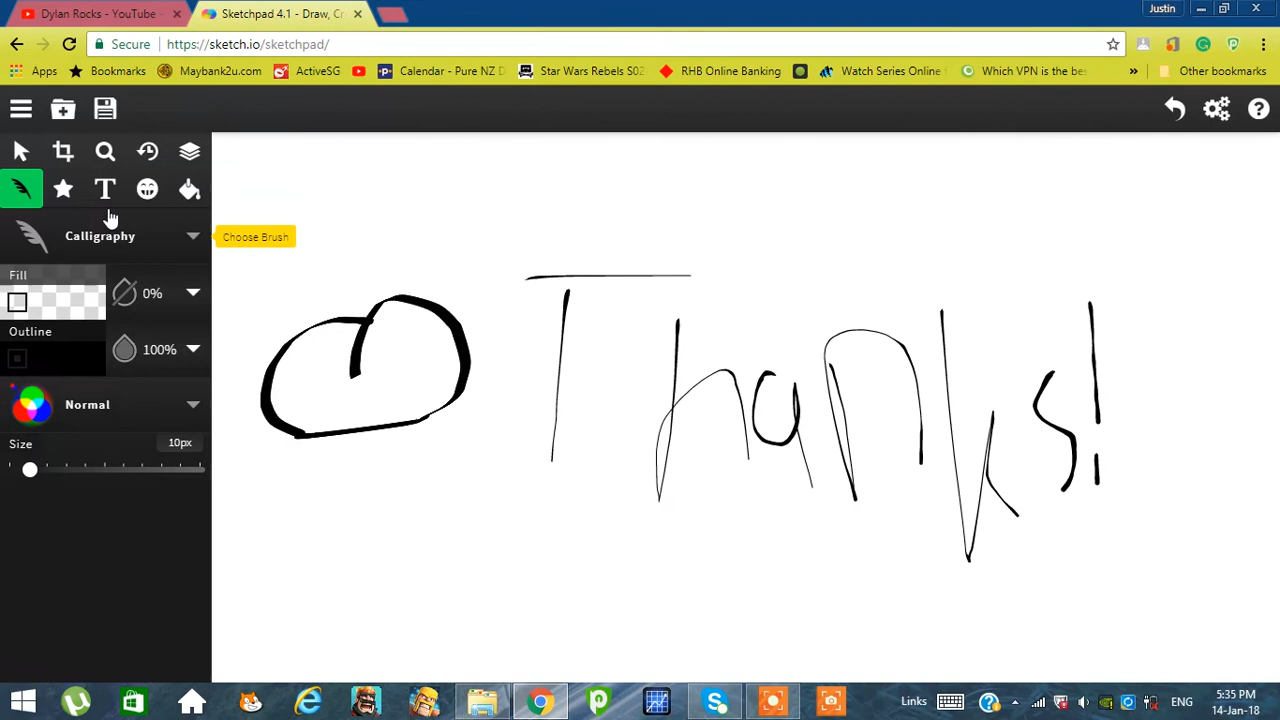 Dylan Rocks - YouTube
Sketchpad 4.1 - Draw, Cr
Justin
Secure
https://sketch.io/sketchpad/
Apps
Bookmarks
Maybank2u.com
ActiveSG
Calendar - Pure NZ D
Star Wars Rebels S02
RHB Online Banking
Watch Series Online
Which VPN is the bes
»
Other bookmarks
T
Calligraphy
Choose Brush
Fill
0%
Outline
100%
Normal
Size
10px
Thanks!
Links
ENG
5:35 PM
14-Jan-18